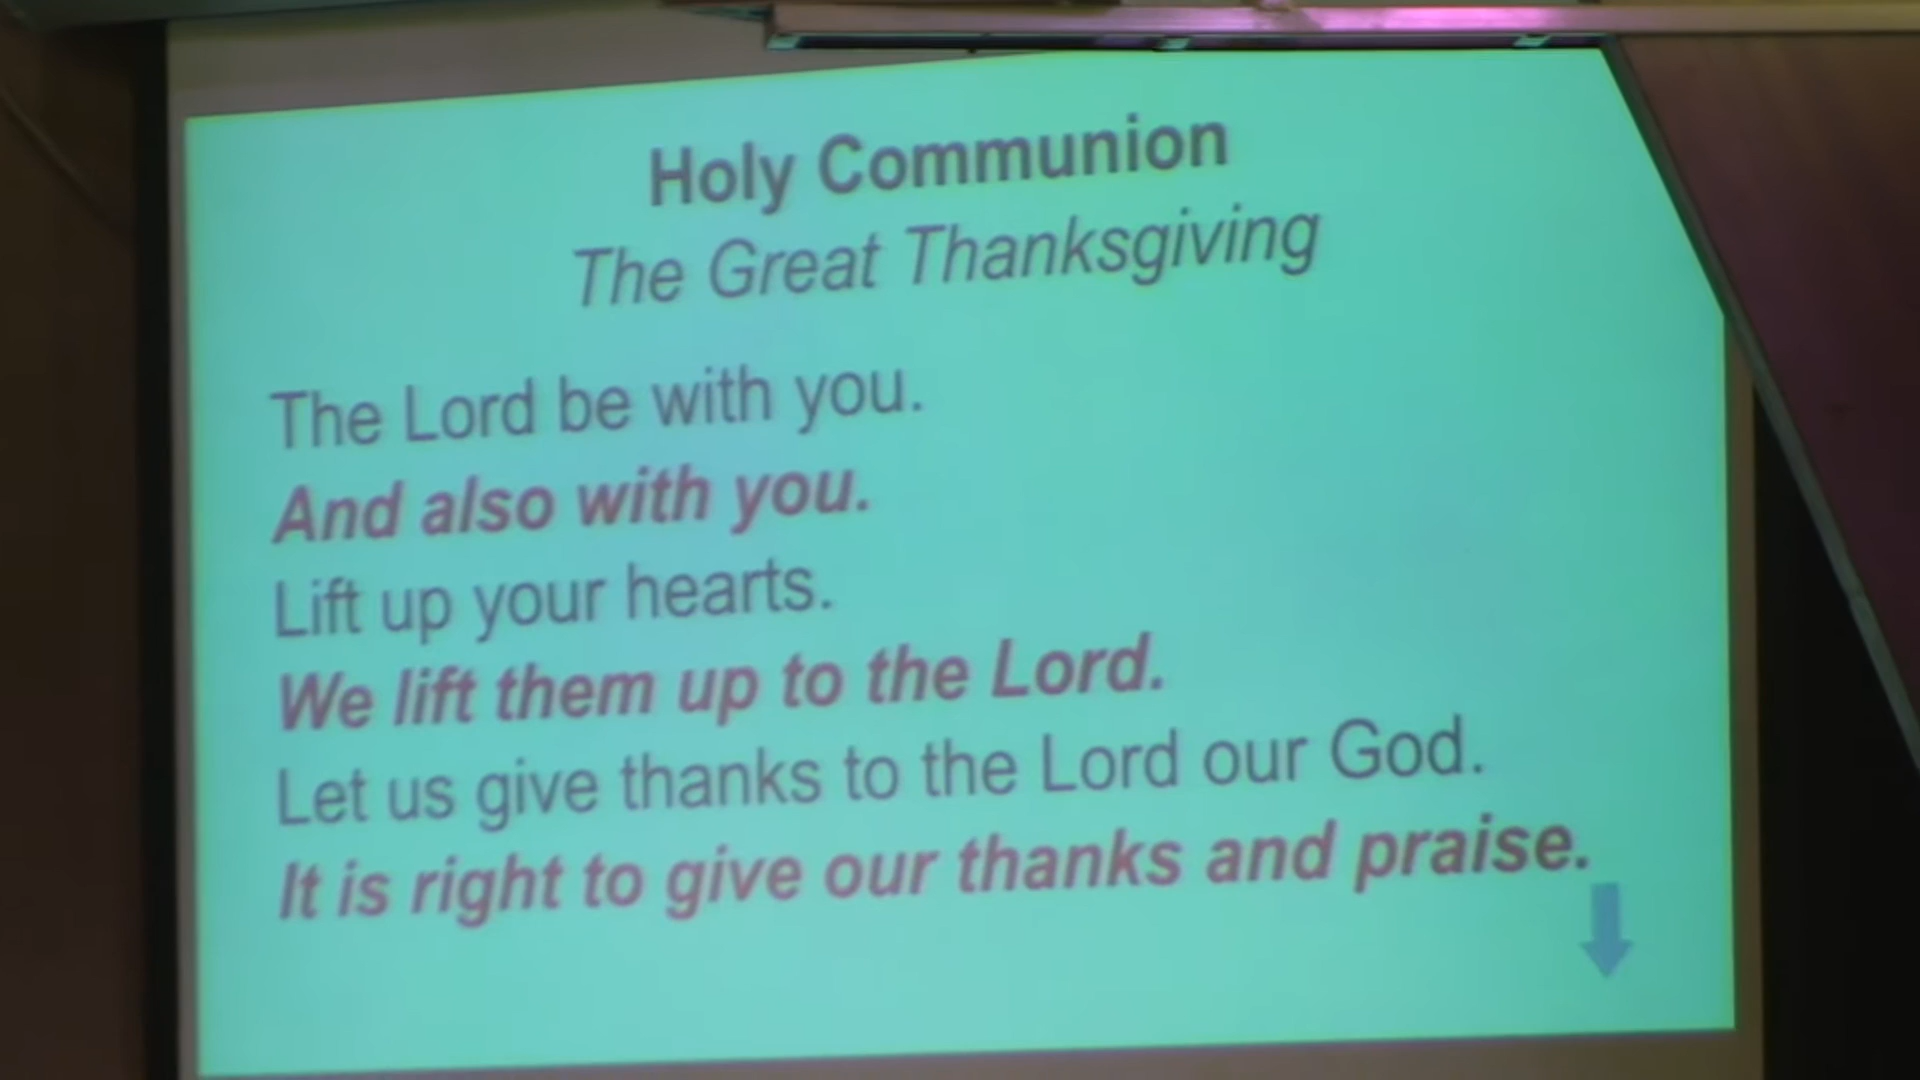 Holy Communion
The Great Thanksgiving
The Lord be with you.
And also with you.
Lift up your hearts.
We lift them up to the Lord.
Let us give thanks to the Lord our God.
It is right to give our thanks and praise.